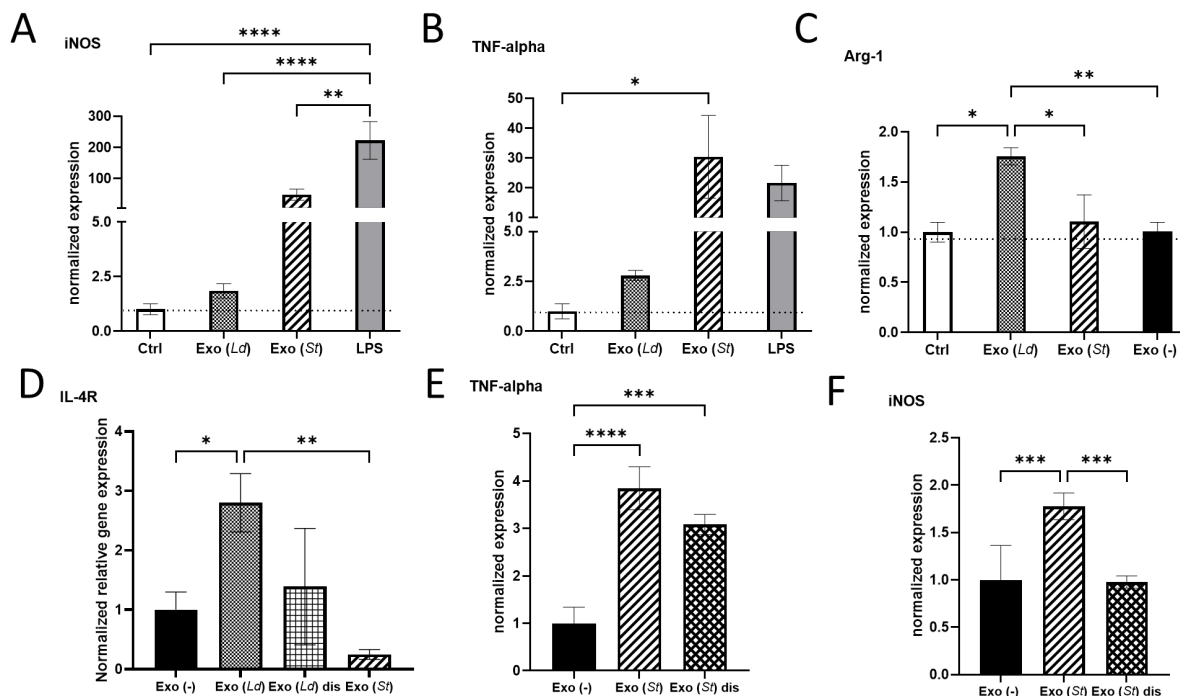 A
iNOS
****
****
**
normalized expression
300
200
100
5.0
2.5
0.0
Ctrl Exo (Ld) Exo (St) LPS
B
TNF-alpha
*
normalized expression
50
40
30
20
10
5.0
2.5
0.0
Ctrl Exo (Ld) Exo (St) LPS
C
Arg-1
**
* *
normalized expression
2.0
1.5
1.0
0.5
0.0
Ctrl Exo (Ld) Exo (St) Exo (-)
D
IL-4R
* **
Normalized relative gene expression
4
3
2
1
0
Exo (-) Exo (Ld) Exo (Ld) dis Exo (St)
E
TNF-alpha
***
****
normalized expression
5
4
3
2
1
0
Exo (-) Exo (St) Exo (St) dis
F
iNOS
*** ***
normalized expression
2.5
2.0
1.5
1.0
0.5
0.0
Exo (-) Exo (St) Exo (St) dis